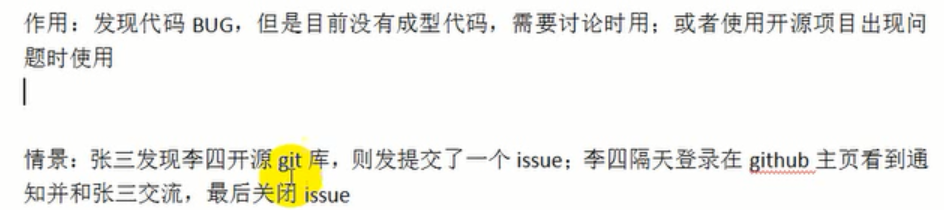 作用：发现代码 BUG，但是目前没有成型代码，需要讨论时用；或者使用开源项目出现问
题时使用
情景：张三发现李四开源 git 库，则发提交了一个 issue；李四隔天登录在 github 主页看到通
知并和张三交流，最后关闭 issue